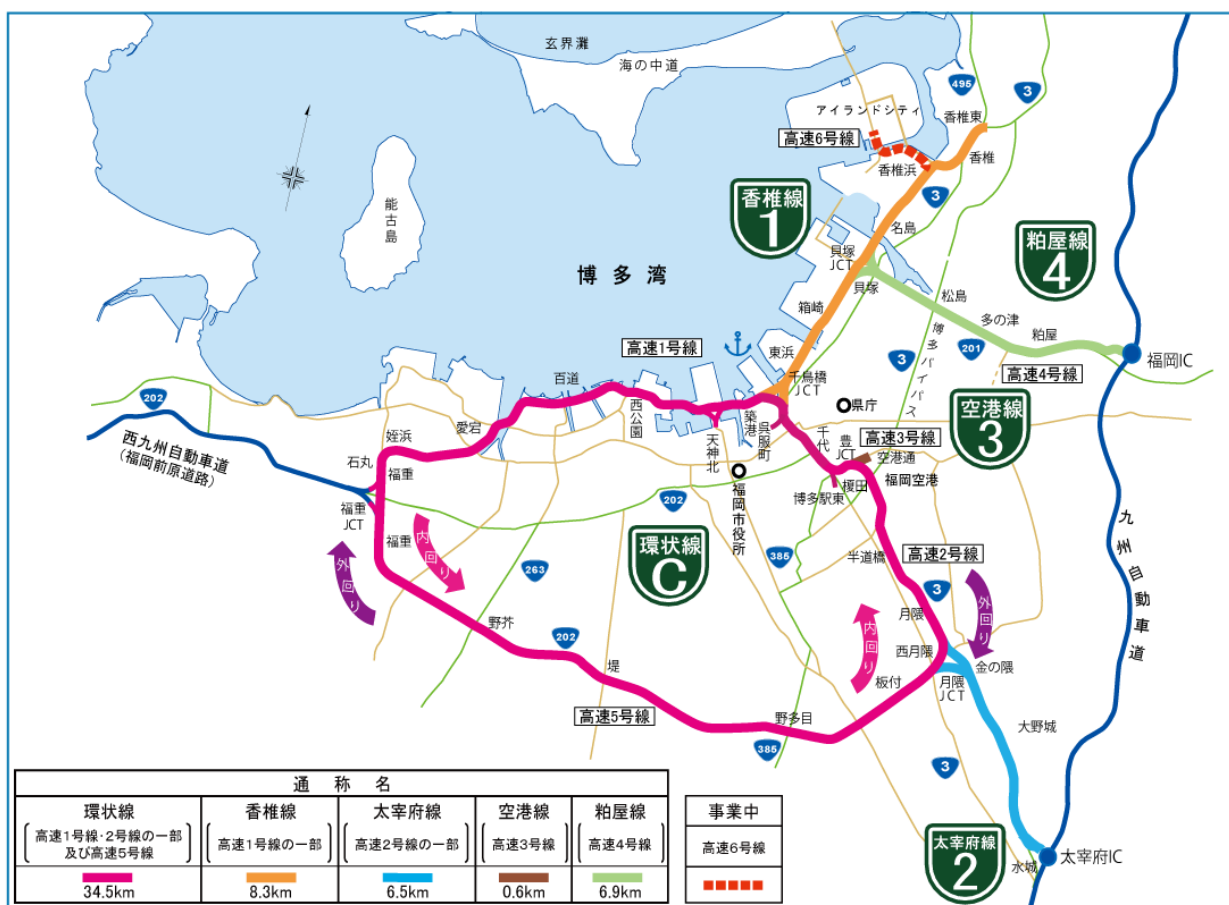 玄界灘
海の中道
495
3
アイランドシティ
香椎東
高速6号線
香椎浜
香椎
3
能古島
香椎線
1
名島
粕屋線
4
貝塚
JCT
貝塚
博多湾
箱崎
松島
多の津
粕屋
高速1号線
東浜
3
博多バイパス
201
福岡IC
高速4号線
202
百道
千鳥橋
JCT
県庁
空港線
3
西公園
築港
呉服町
愛宕
姪浜
天神北
千代
豊
JCT
高速3号線
空港通
西九州自動車道
(福岡前原道路)
石丸
福重
福岡市役所
榎田
福岡空港
博多駅東
202
福重
JCT
環状線
C
福重
内回り
外回り
385
半道橋
高速2号線
263
3
九州自動車道
外回り
野芥
202
内回り
月隈
西月隈
金の隈
堤
板付
月隈
JCT
高速5号線
野多目
大野城
385
3
太宰府線
2
水城
太宰府IC
通称名
環状線
高速1号線・2号線の一部
及び高速5号線
34.5km
香椎線
高速1号線の一部
8.3km
太宰府線
高速2号線の一部
6.5km
空港線
高速3号線
0.6km
粕屋線
高速4号線
6.9km
事業中
高速6号線